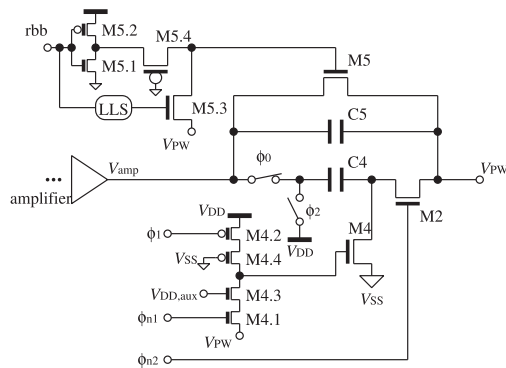 rbb
M5.2
M5.4
M5.1
M5
LLS
M5.3
VPW
C5
ϕ0
C4
VPW
Vamp
amplifier
ϕ2
M2
VDD
M4
ϕ1
M4.2
VDD
VSS
M4.4
VDD,aux
M4.3
VSS
ϕn1
M4.1
VPW
ϕn2